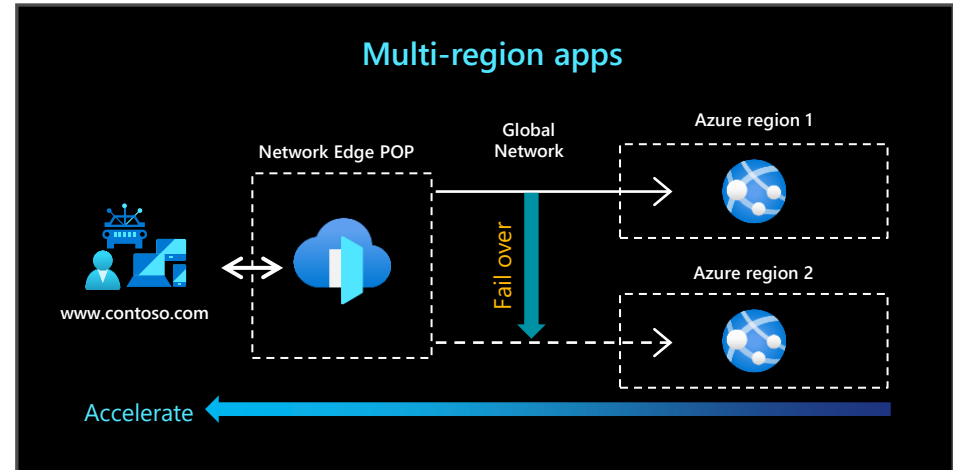 Multi-region apps
Global
Network
Azure region 1
Network Edge POP
Fail over
Azure region 2
www.contoso.com
Accelerate